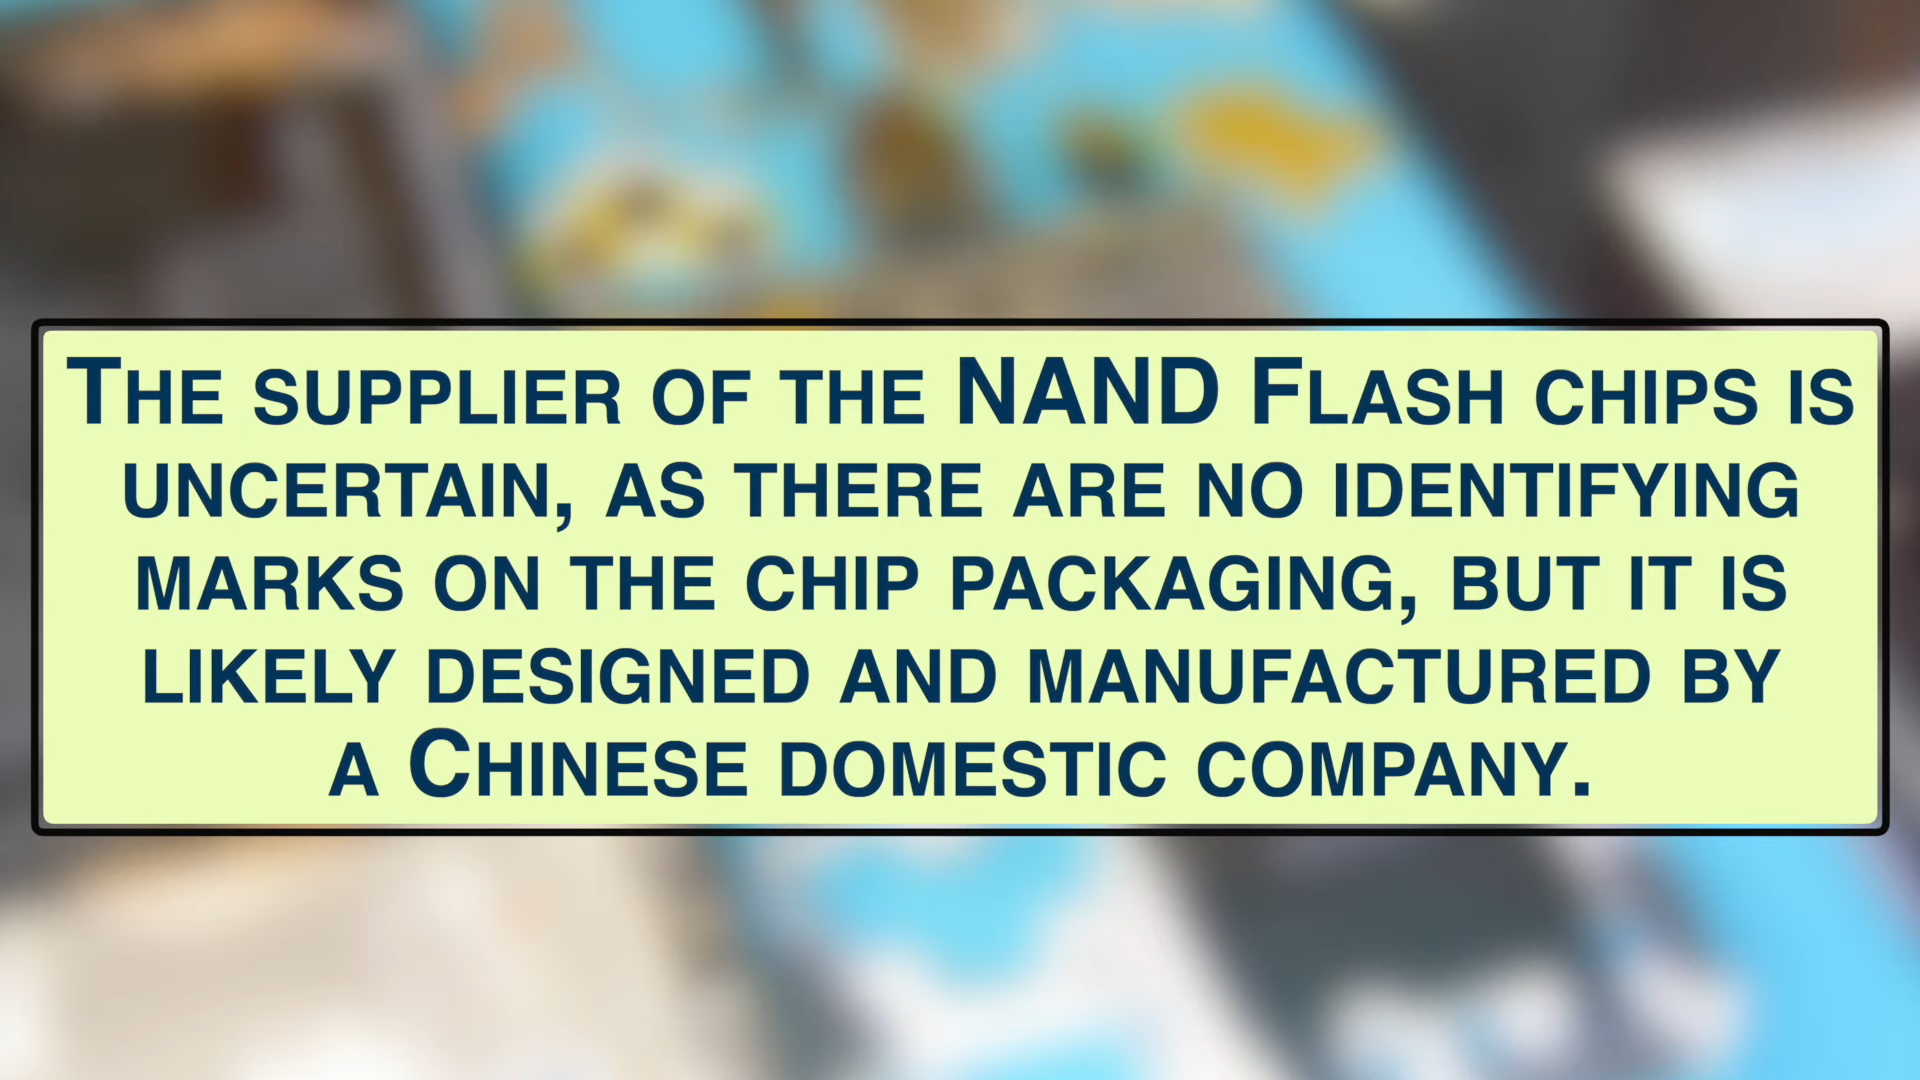 The supplier of the NAND Flash chips is
uncertain, as there are no identifying
marks on the chip packaging, but it is
likely designed and manufactured by
a Chinese domestic company.